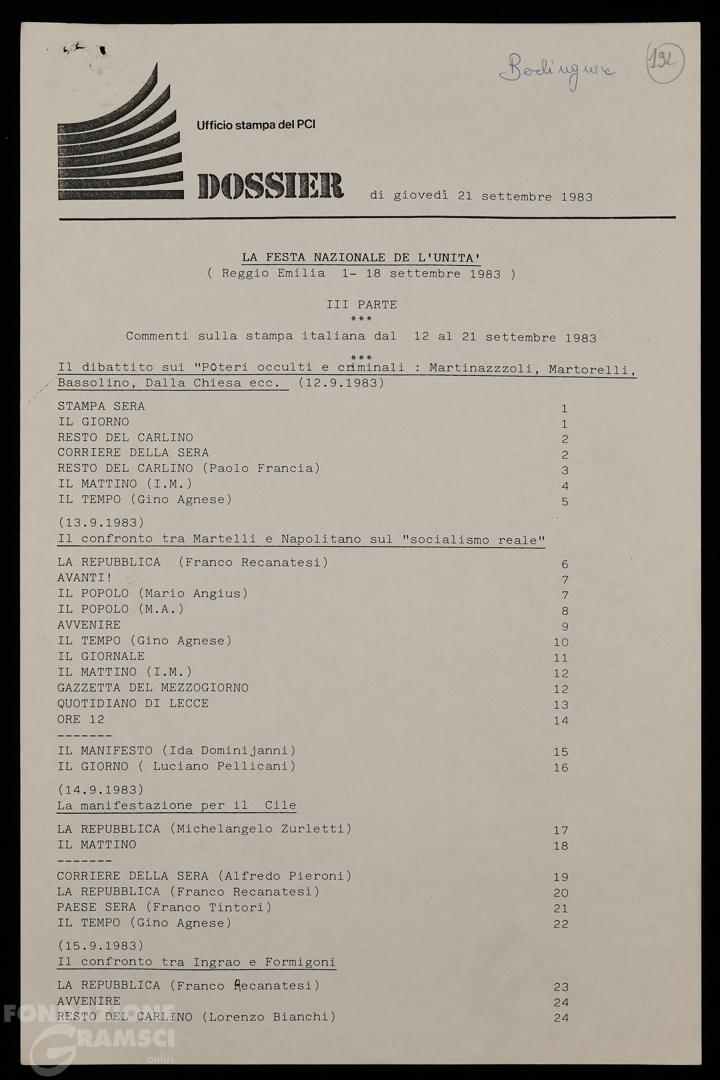 Berlinguer
192
Ufficio stampa del PCI
DOSSIER di giovedì 21 settembre 1983
LA FESTA NAZIONALE DE L'UNITA'
( Reggio Emilia 1- 18 settembre 1983 )
III PARTE
***
Commenti sulla stampa italiana dal 12 al 21 settembre 1983
***
Il dibattito sui "POteri occulti e criminali : Martinazzzoli, Martorelli,
Bassolino, Dalla Chiesa ecc. (12.9.1983)
STAMPA SERA 1
IL GIORNO 1
RESTO DEL CARLINO 2
CORRIERE DELLA SERA 2
RESTO DEL CARLINO (Paolo Francia) 3
IL MATTINO (I.M.) 4
IL TEMPO (Gino Agnese) 5
(13.9.1983)
Il confronto tra Martelli e Napolitano sul "socialismo reale"
LA REPUBBLICA (Franco Recanatesi) 6
AVANTI! 7
IL POPOLO (Mario Angius) 7
IL POPOLO (M.A.) 8
AVVENIRE 9
IL TEMPO (Gino Agnese) 10
IL GIORNALE 11
IL MATTINO (I.M.) 12
GAZZETTA DEL MEZZOGIORNO 12
QUOTIDIANO DI LECCE 13
ORE 12 14
-------
IL MANIFESTO (Ida Dominijanni) 15
IL GIORNO ( Luciano Pellicani) 16
(14.9.1983)
La manifestazione per il Cile
LA REPUBBLICA (Michelangelo Zurletti) 17
IL MATTINO 18
-------
CORRIERE DELLA SERA (Alfredo Pieroni) 19
LA REPUBBLICA (Franco Recanatesi) 20
PAESE SERA (Franco Tintori) 21
IL TEMPO (Gino Agnese) 22
(15.9.1983)
Il confronto tra Ingrao e Formigoni
LA REPUBBLICA (Franco Recanatesi) 23
AVVENIRE 24
RESTO DEL CARLINO (Lorenzo Bianchi) 24
FONDAZIONE
GRAMSCI
onlus